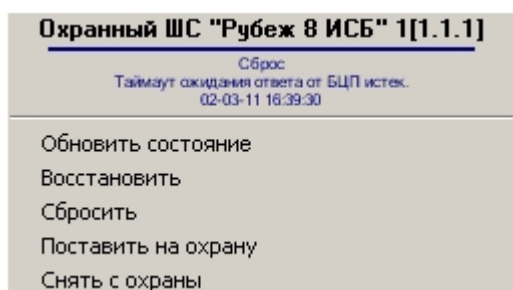 Охранный ШС "Рубеж 8 ИСБ" 1[1.1.1]
Сброс
Таймаут ожидания ответа от БЦП истек.
02-03-11 16:39:30
Обновить состояние
Восстановить
Сбросить
Поставить на охрану
Снять с охраны